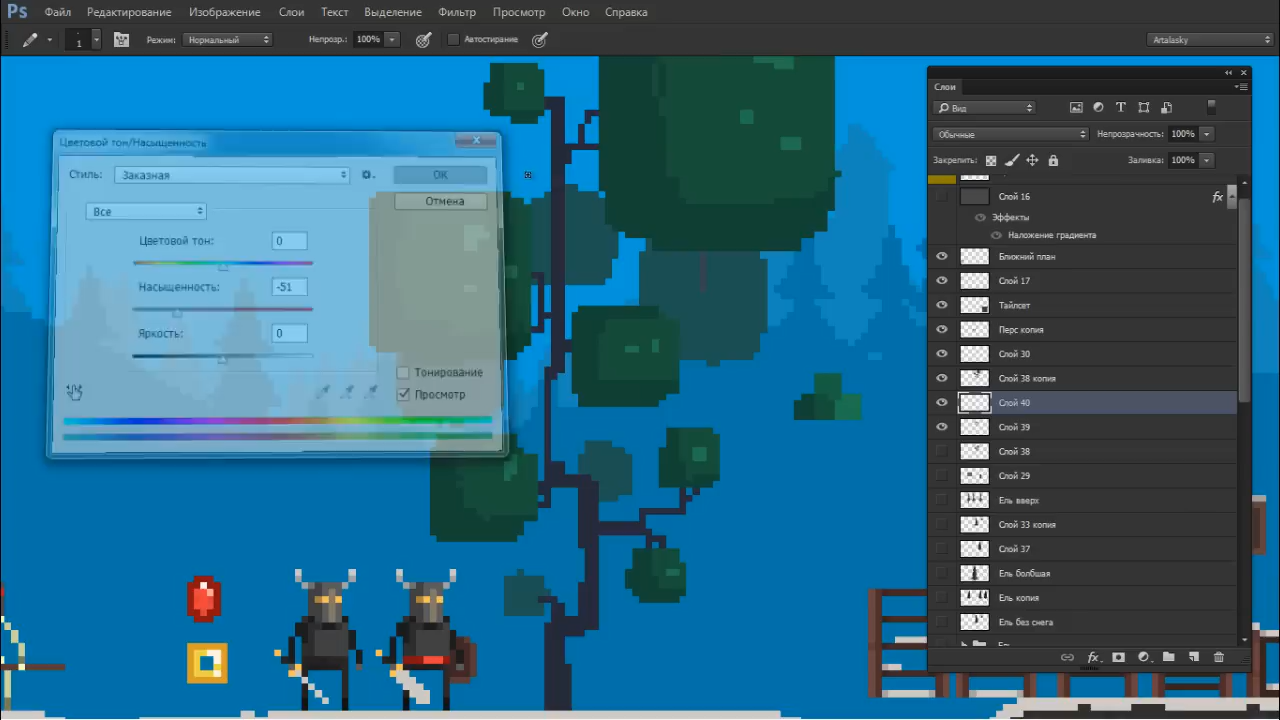 Ps Файл Изображение Слои Текст Выделение Фильтр Просмотр Окно Справка
1 Режим: Нормальный Непрозр.: 100% Автостирание Artalasky
Слои
Вид
Обычные Непрозрачность: 100%
Закрепить: Заливка: 100%
Слой 16 fx
Эффекты
Наложение градиента
Ближний план
Слой 17
Тайлсет
Перс копия
Слой 30
Слой 38 копия
Слой 40
Слой 39
Слой 38
Слой 29
Ель вверх
Слой 33 копия
Слой 37
Ель болбшая
Ель копия
Ель без снега
fx
Цветовой тон/Насыщенность
Стиль: Заказная OK
Отмена
Все
Цветовой тон: 0
Насыщенность: -51
Яркость: 0
Тонирование
Просмотр